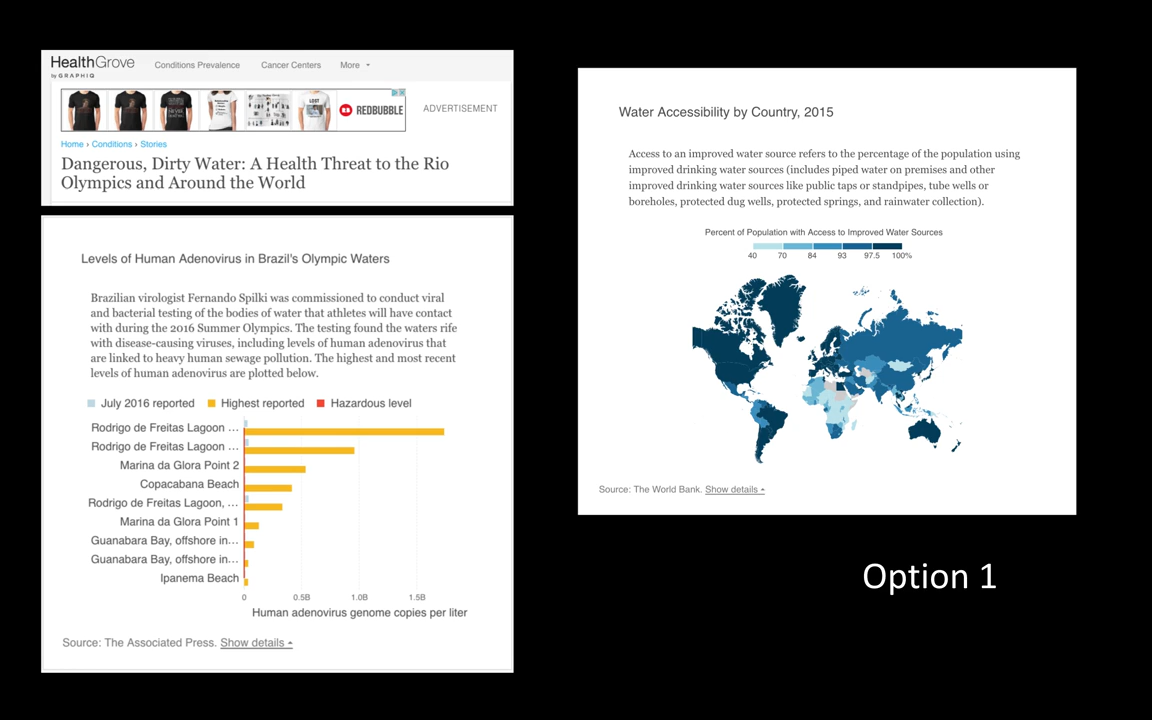 HealthGrove
by GRAPHIQ
Conditions Prevalence Cancer Centers More
REDBUBBLE
ADVERTISEMENT
Home › Conditions › Stories
Dangerous, Dirty Water: A Health Threat to the Rio
Olympics and Around the World
Levels of Human Adenovirus in Brazil's Olympic Waters
Brazilian virologist Fernando Spilki was commissioned to conduct viral
and bacterial testing of the bodies of water that athletes will have contact
with during the 2016 Summer Olympics. The testing found the waters rife
with disease-causing viruses, including levels of human adenovirus that
are linked to heavy human sewage pollution. The highest and most recent
levels of human adenovirus are plotted below.
July 2016 reported Highest reported Hazardous level
Rodrigo de Freitas Lagoon ...
Rodrigo de Freitas Lagoon ...
Marina da Glora Point 2
Copacabana Beach
Rodrigo de Freitas Lagoon, ...
Marina da Glora Point 1
Guanabara Bay, offshore in...
Guanabara Bay, offshore in...
Ipanema Beach
0 0.5B 1.0B 1.5B
Human adenovirus genome copies per liter
Source: The Associated Press. Show details
Water Accessibility by Country, 2015
Access to an improved water source refers to the percentage of the population using
improved drinking water sources (includes piped water on premises and other
improved drinking water sources like public taps or standpipes, tube wells or
boreholes, protected dug wells, protected springs, and rainwater collection).
Percent of Population with Access to Improved Water Sources
40 70 84 93 97.5 100%
Source: The World Bank. Show details
Option 1